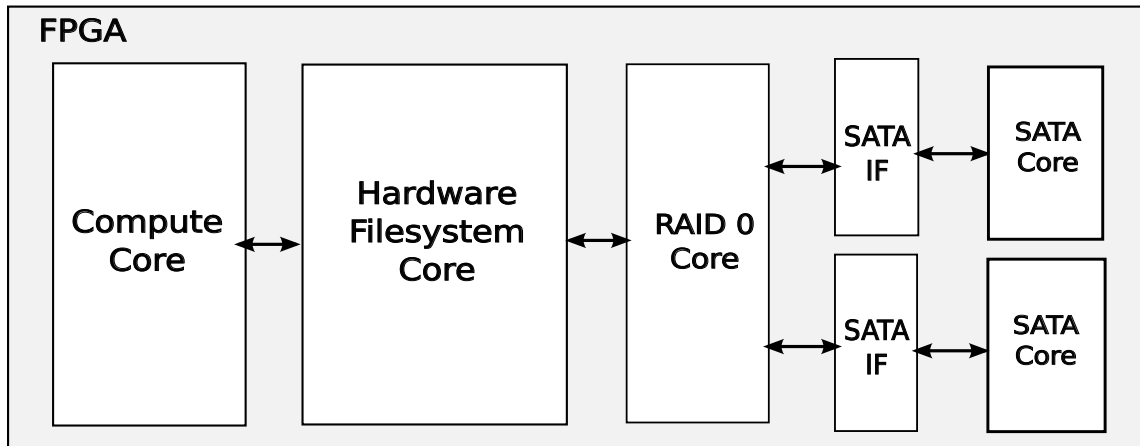 FPGA
Compute
Core
Hardware
Filesystem
Core
RAID 0
Core
SATA
IF
SATA
Core
SATA
IF
SATA
Core